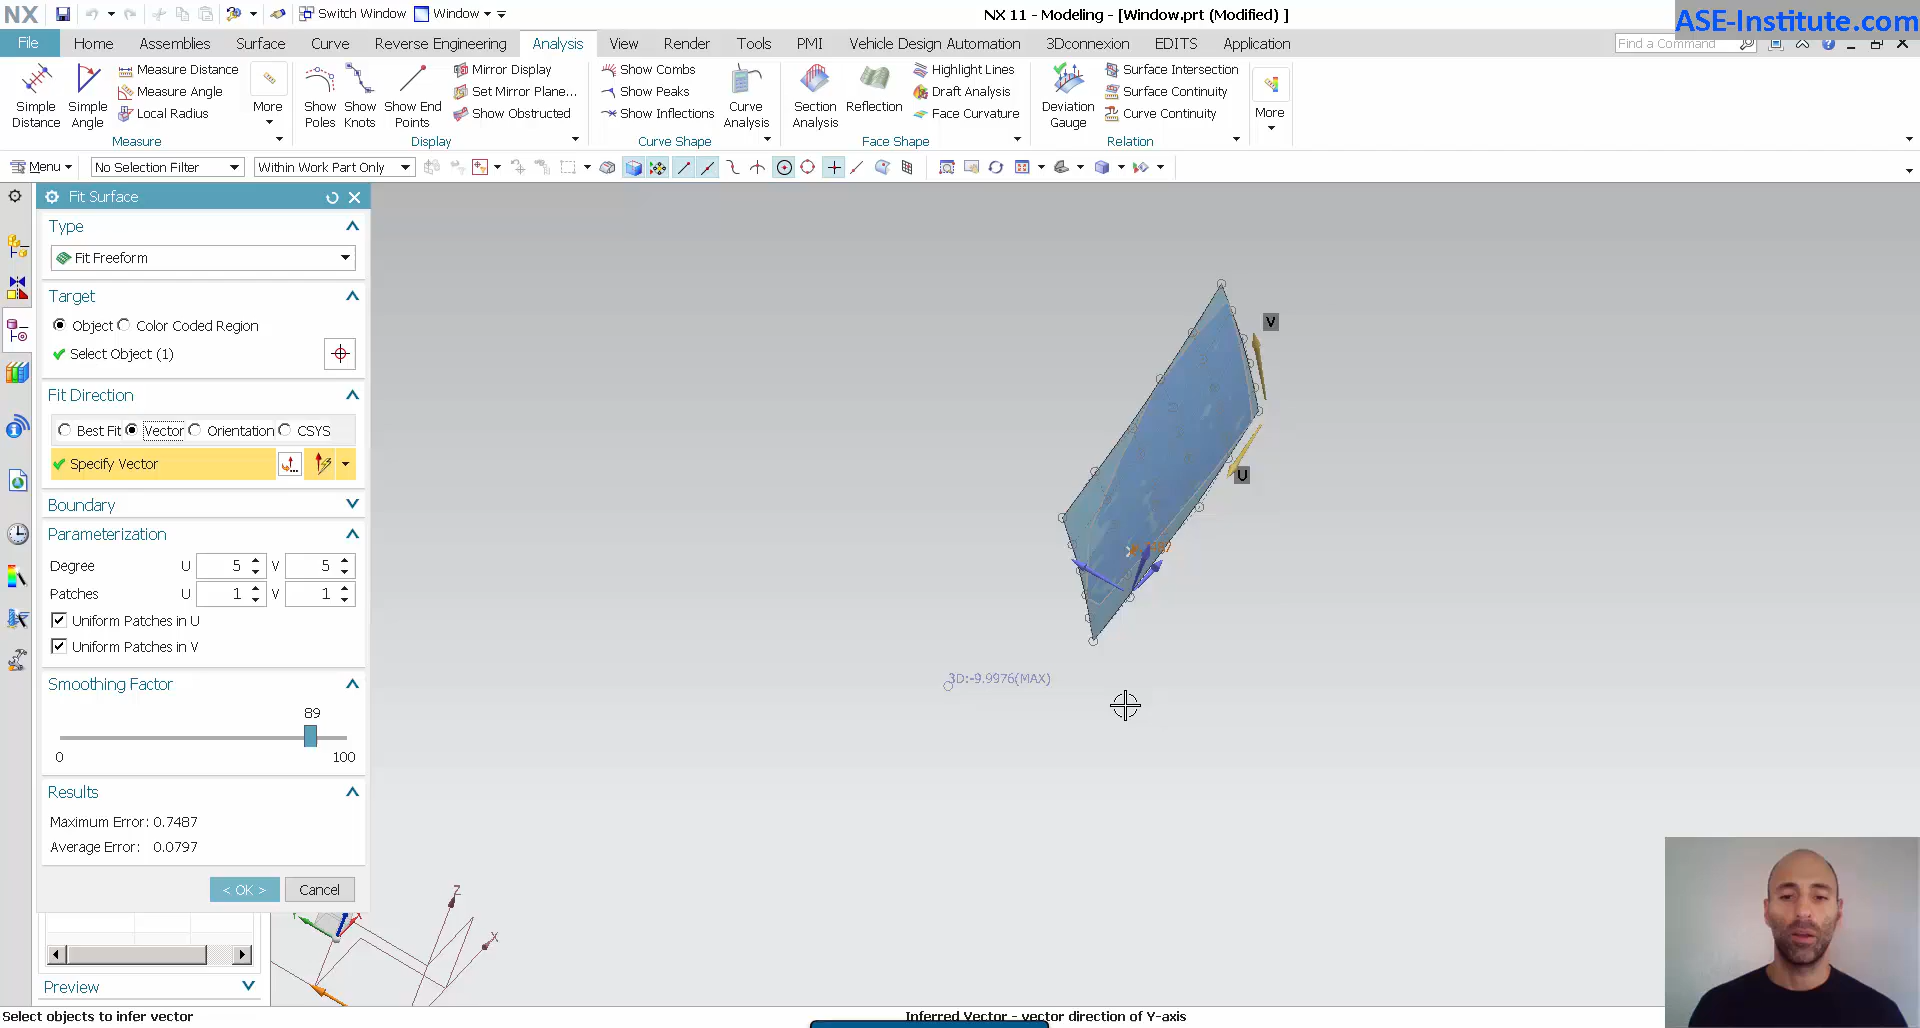 NX
Switch Window
Window
NX 11 - Modeling - [Window.prt (Modified) ]
ASE-Institute.com
File
Home
Assemblies
Surface
Curve
Reverse Engineering
Analysis
View
Render
Tools
PMI
Vehicle Design Automation
3Dconnexion
EDITS
Application
Find a Command
Simple Distance
Simple Angle
Measure Distance
Measure Angle
Local Radius
More
Measure
Show Poles
Show Knots
Show End Points
Mirror Display
Set Mirror Plane...
Show Obstructed
Display
Show Combs
Show Peaks
Show Inflections
Curve Analysis
Curve Shape
Section Analysis
Reflection
Highlight Lines
Draft Analysis
Face Curvature
Face Shape
Deviation Gauge
Surface Intersection
Surface Continuity
Curve Continuity
Relation
More
Menu
No Selection Filter
Within Work Part Only
Fit Surface
Type
Fit Freeform
Target
Object
Color Coded Region
Select Object (1)
Fit Direction
Best Fit
Vector
Orientation
CSYS
Specify Vector
Boundary
Parameterization
Degree U 5 V 5
Patches U 1 V 1
Uniform Patches in U
Uniform Patches in V
Smoothing Factor
89
0 100
Results
Maximum Error: 0.7487
Average Error: 0.0797
< OK >
Cancel
Preview
V
U
3D:-9.9976(MAX)
Z
X
Y
X
Select objects to infer vector
Inferred Vector - vector direction of Y-axis